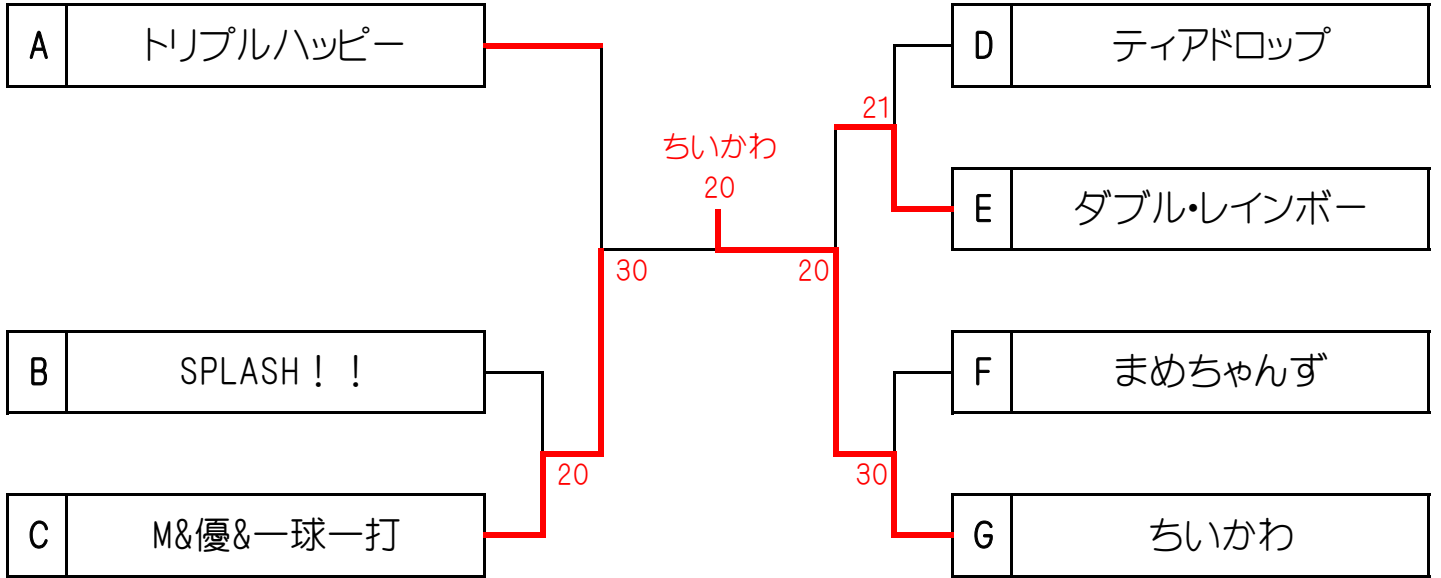 A トリプルハッピー
D ティアドロップ
21
ちいかわ
20
E ダブル・レインボー
30
20
B SPLASH！！
F まめちゃんず
20
30
C M&優&一球一打
G ちいかわ